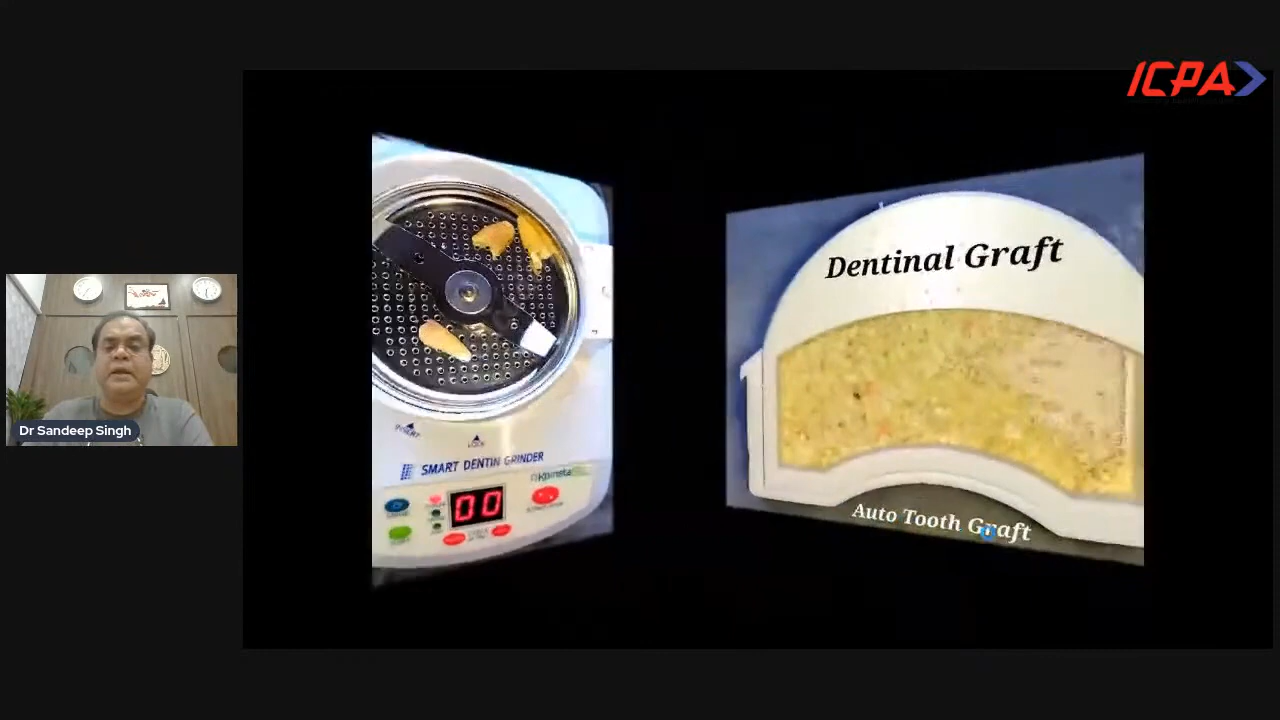 ICPA
Dentinal Graft
Dr Sandeep Singh
SMART DENTIN GRINDER
00
Auto Tooth Graft